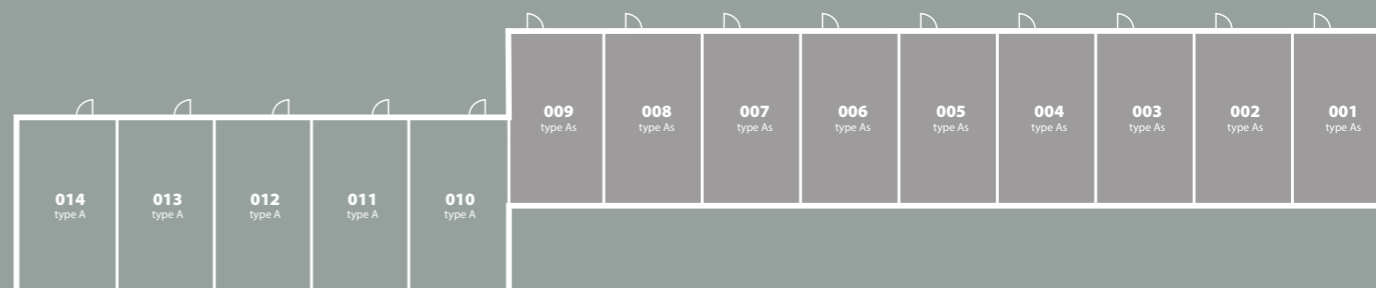 009
type As
008
type As
007
type As
006
type As
005
type As
004
type As
003
type As
002
type As
001
type As
014
type A
013
type A
012
type A
011
type A
010
type A